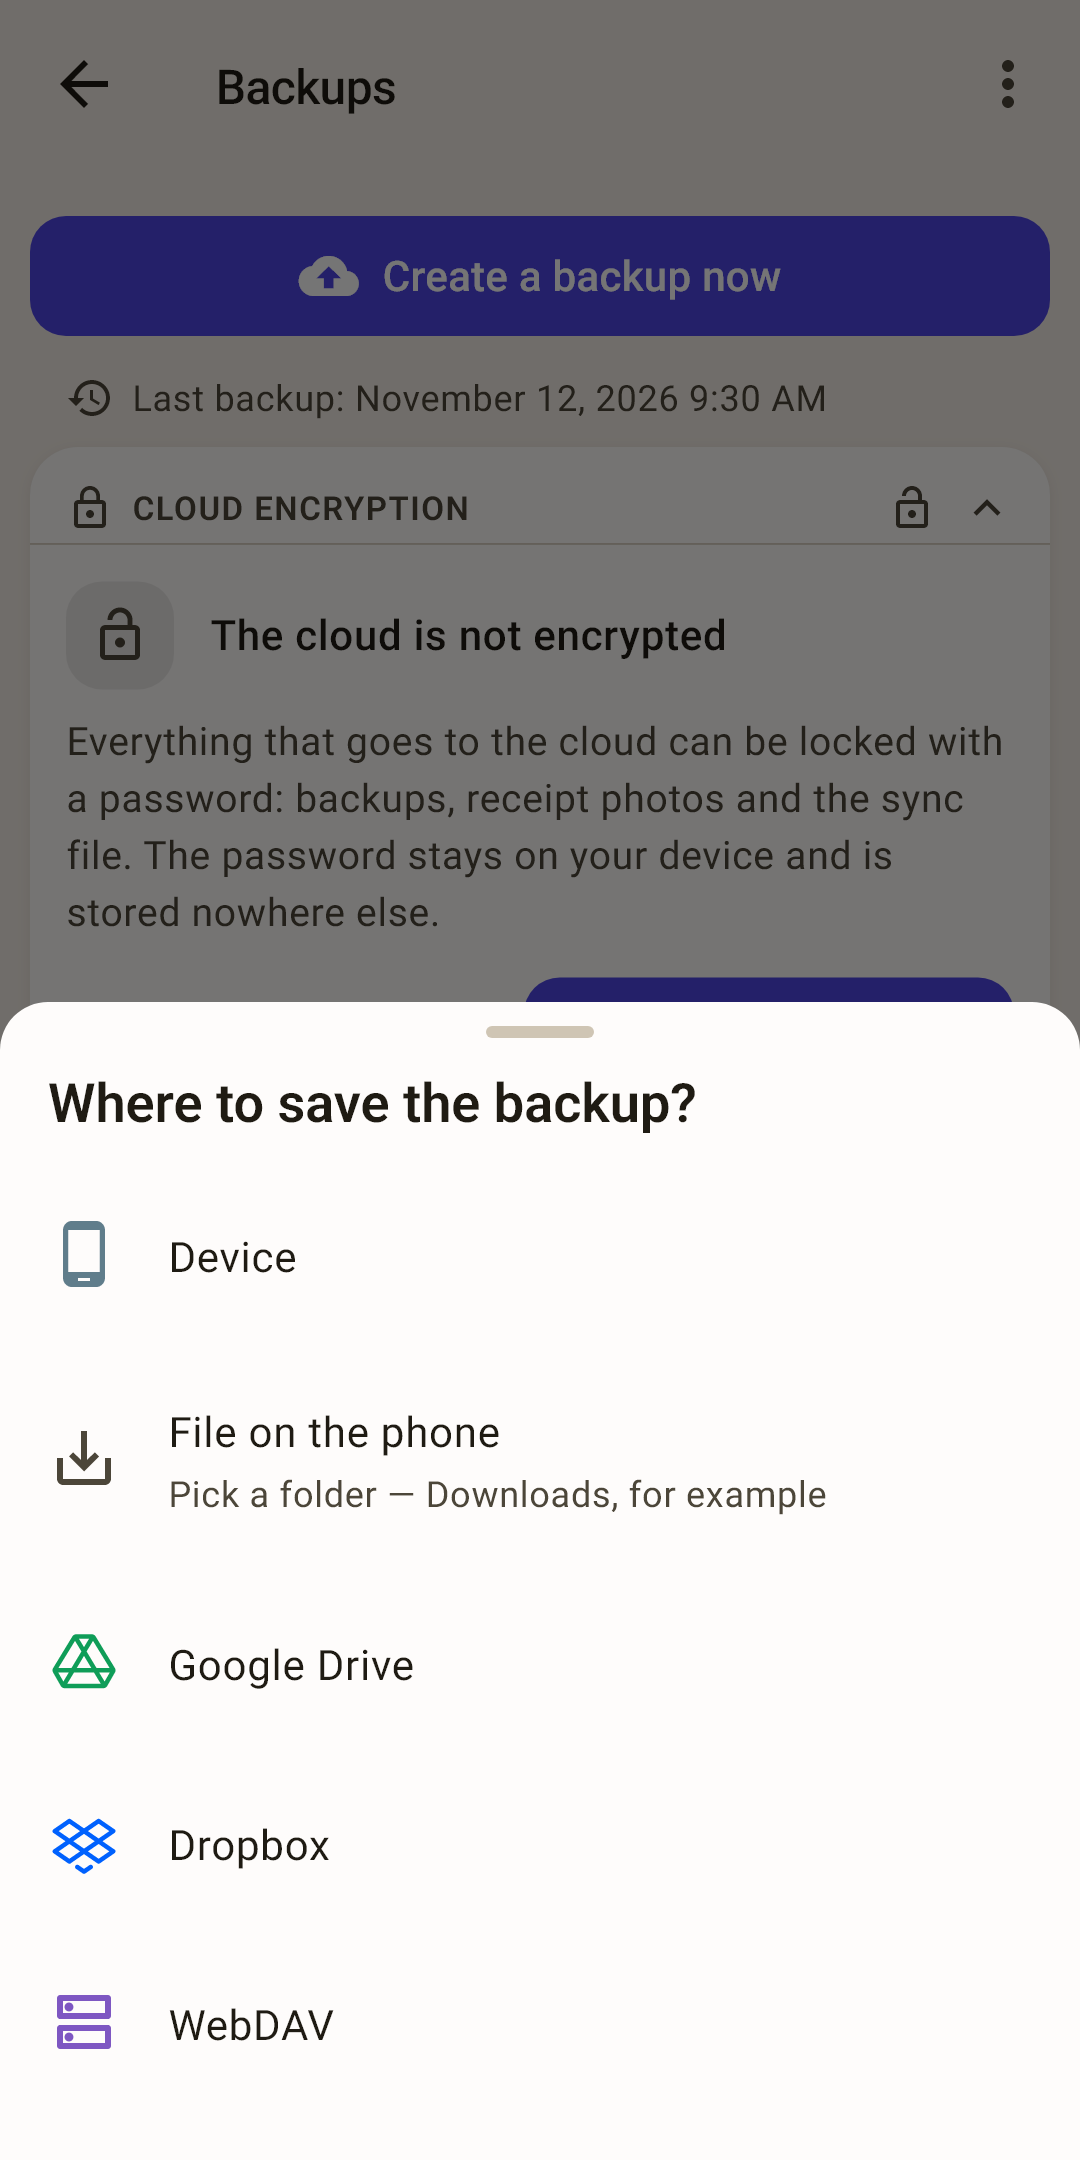 Backups
Create a backup now
Last backup: November 12, 2026 9:30 AM
CLOUD ENCRYPTION
The cloud is not encrypted
Everything that goes to the cloud can be locked with
a password: backups, receipt photos and the sync
file. The password stays on your device and is
stored nowhere else.
Where to save the backup?
Device
File on the phone
Pick a folder — Downloads, for example
Google Drive
Dropbox
WebDAV